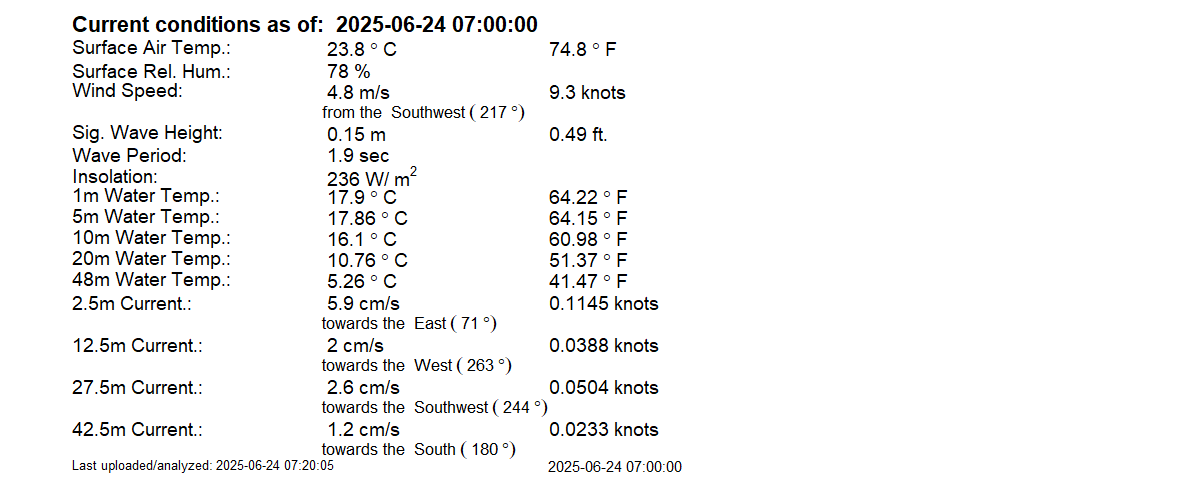 Current conditions as of: 2025-06-24 07:00:00
Surface Air Temp.: 23.8 ° C 74.8 ° F
Surface Rel. Hum.: 78 %
Wind Speed: 4.8 m/s 9.3 knots
from the Southwest ( 217 °)
Sig. Wave Height: 0.15 m 0.49 ft.
Wave Period: 1.9 sec
Insolation: 236 W/ m²
1m Water Temp.: 17.9 ° C 64.22 ° F
5m Water Temp.: 17.86 ° C 64.15 ° F
10m Water Temp.: 16.1 ° C 60.98 ° F
20m Water Temp.: 10.76 ° C 51.37 ° F
48m Water Temp.: 5.26 ° C 41.47 ° F
2.5m Current.: 5.9 cm/s 0.1145 knots
towards the East ( 71 °)
12.5m Current.: 2 cm/s 0.0388 knots
towards the West ( 263 °)
27.5m Current.: 2.6 cm/s 0.0504 knots
towards the Southwest ( 244 °)
42.5m Current.: 1.2 cm/s 0.0233 knots
towards the South ( 180 °)
Last uploaded/analyzed: 2025-06-24 07:20:05 2025-06-24 07:00:00